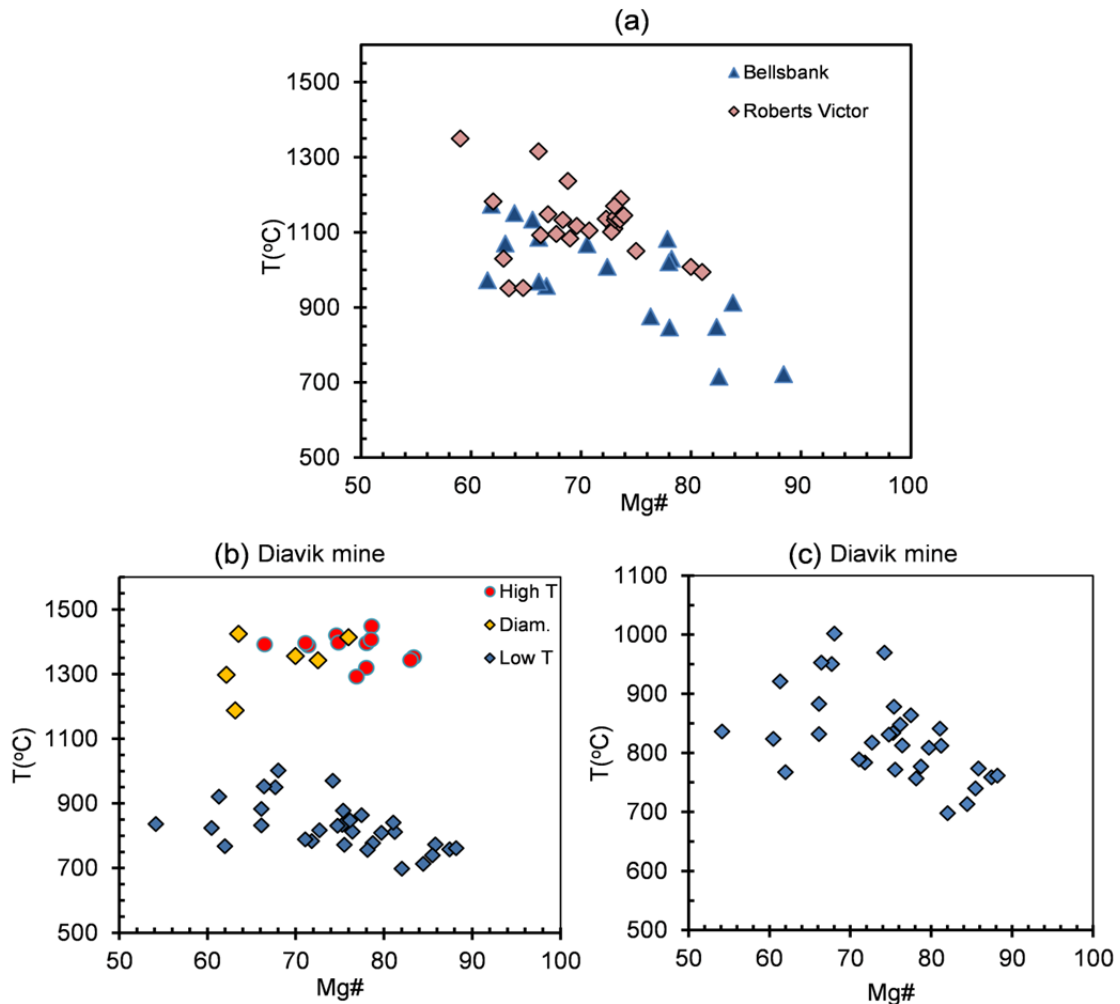 (a)
1500
1300
1100
900
700
500
T(ºC)
Bellsbank
Roberts Victor
50 60 70 80 90 100
Mg#
(b) Diavik mine
1500
1300
1100
900
700
500
T(ºC)
High T
Diam.
Low T
50 60 70 80 90 100
Mg#
(c) Diavik mine
1100
1000
900
800
700
600
500
T(ºC)
50 60 70 80 90 100
Mg#